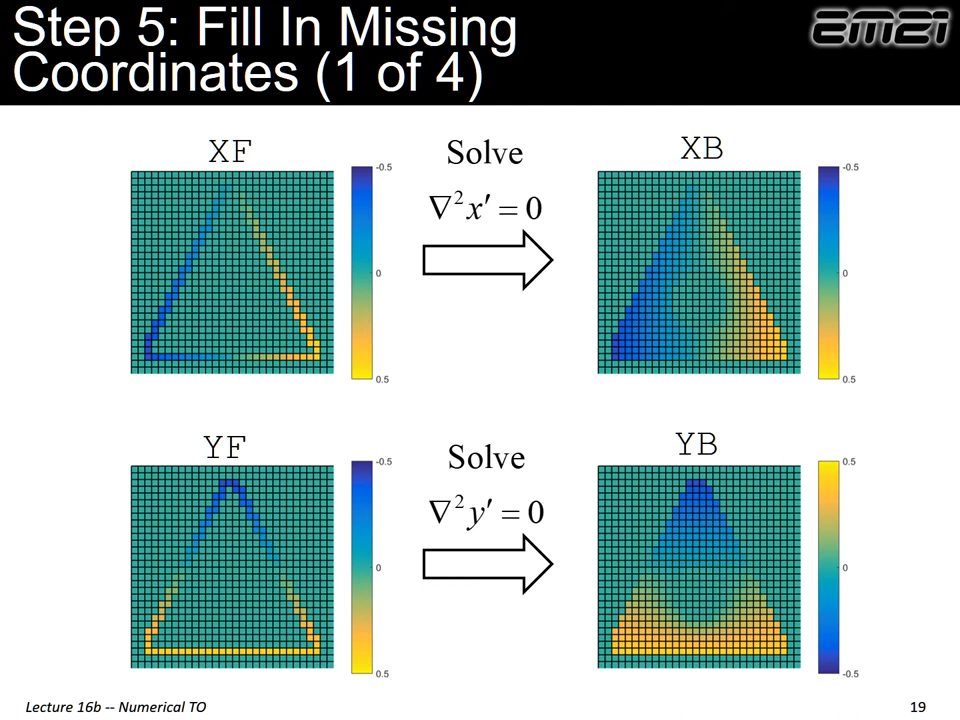 Step 5: Fill In Missing
Coordinates (1 of 4)
EM21
XF
-0.5
0
0.5
Solve
∇²x′ = 0
XB
-0.5
0
0.5
YF
-0.5
0
0.5
Solve
∇²y′ = 0
YB
0.5
0
-0.5
Lecture 16b -- Numerical TO
19